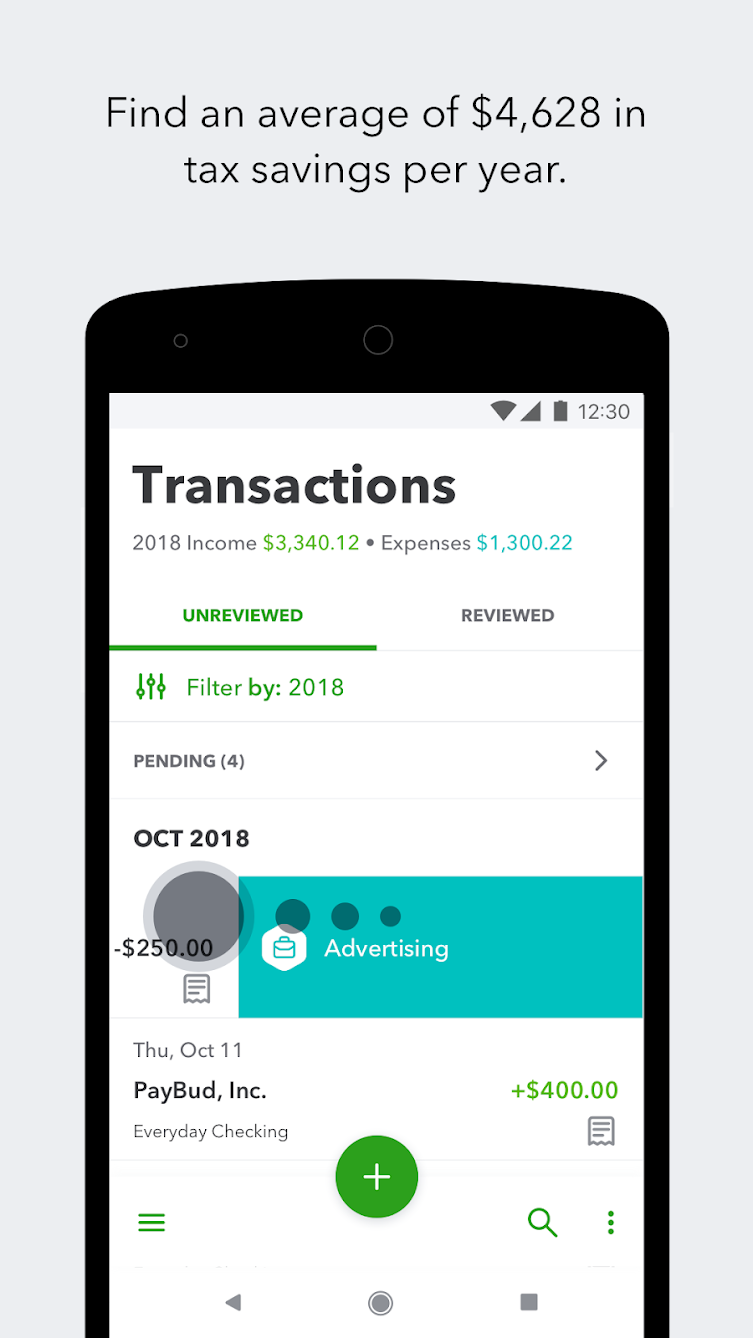 Find an average of $4,628 in
tax savings per year.
12:30
Transactions
2018 Income $3,340.12 • Expenses $1,300.22
UNREVIEWED REVIEWED
Filter by: 2018
PENDING (4)
OCT 2018
-$250.00 Advertising
Thu, Oct 11
PayBud, Inc. +$400.00
Everyday Checking